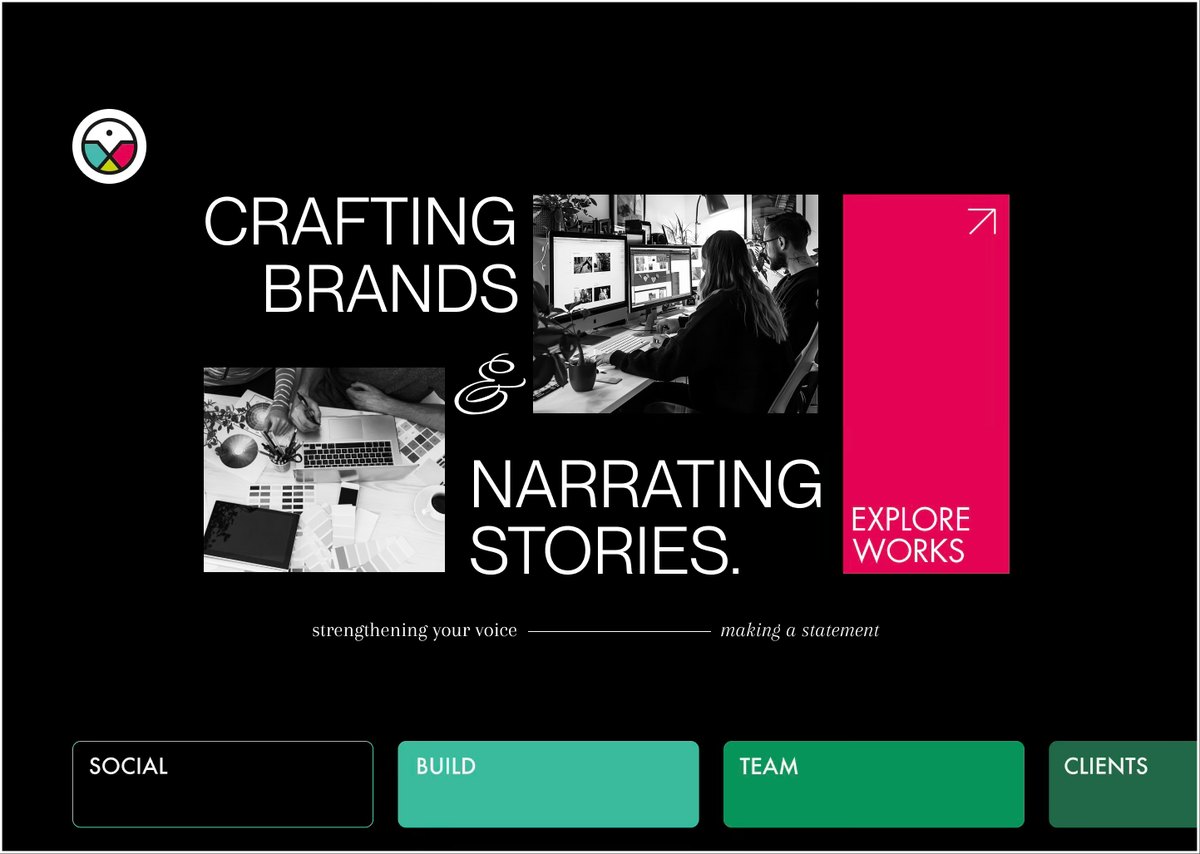 CRAFTING
BRANDS
&
NARRATING
STORIES.
EXPLORE
WORKS
strengthening your voice
making a statement
SOCIAL
BUILD
TEAM
CLIENTS